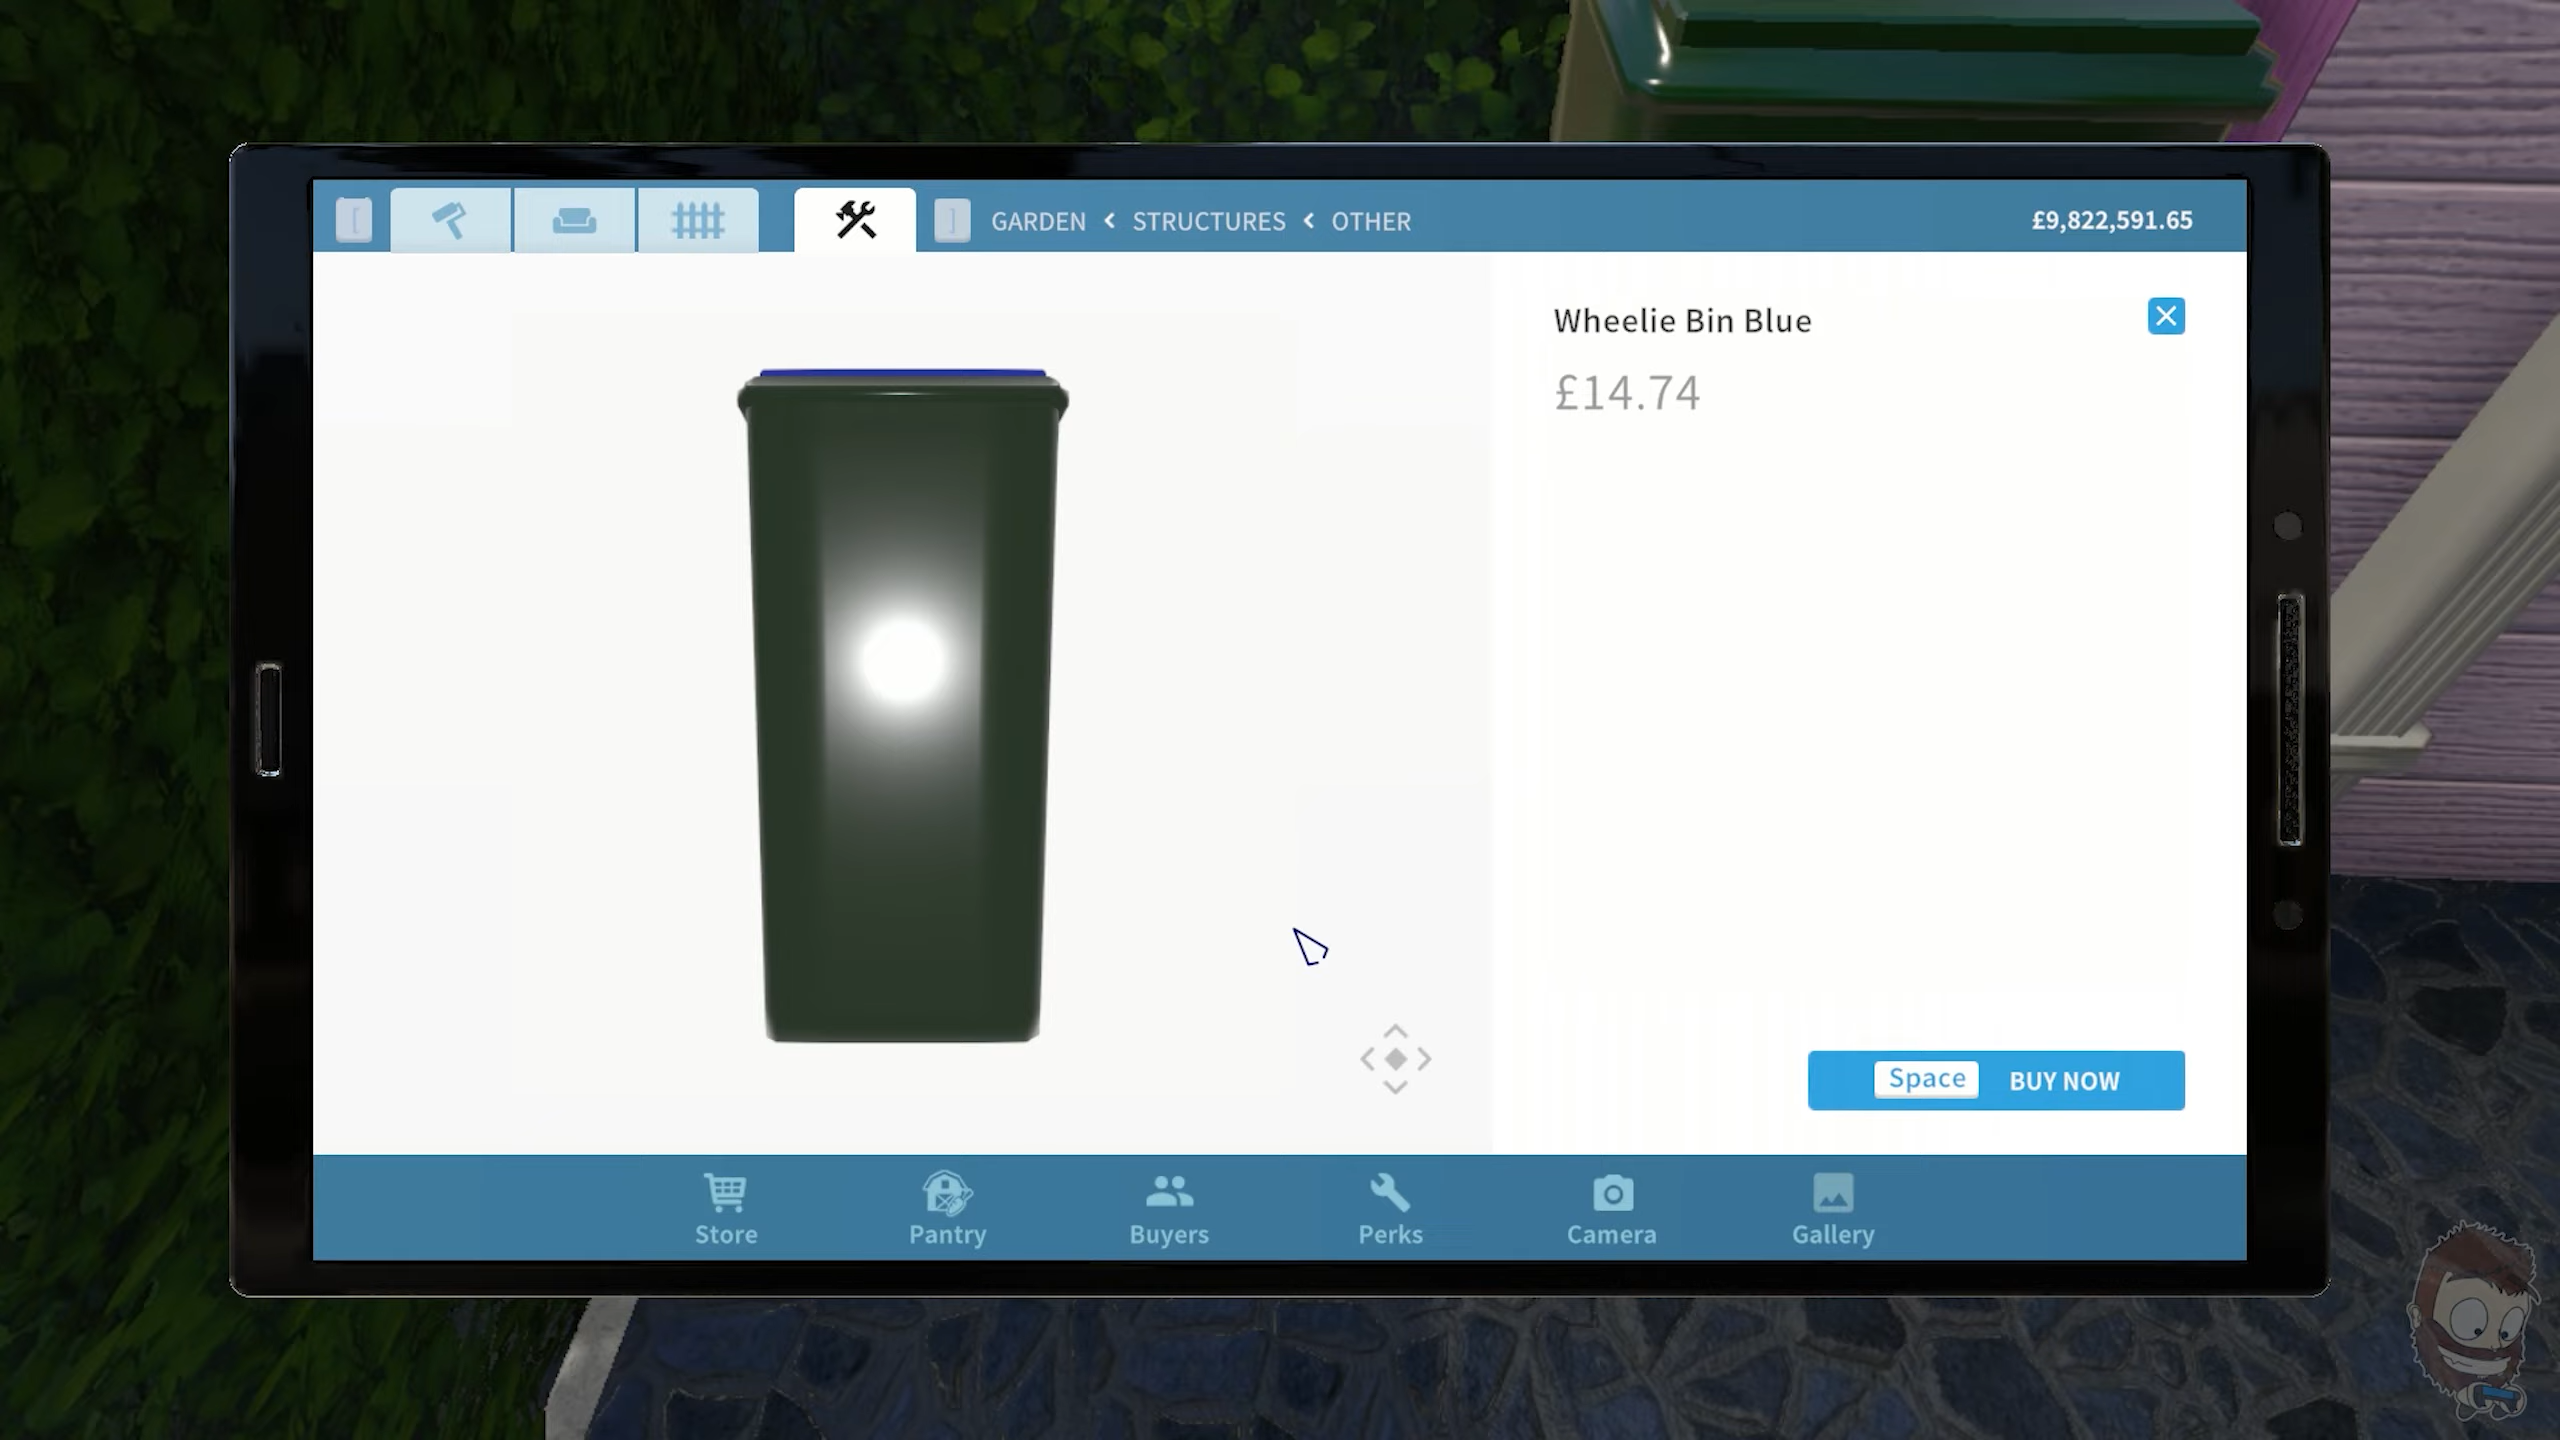 [ ] GARDEN < STRUCTURES < OTHER £9,822,591.65
Wheelie Bin Blue
£14.74
Space BUY NOW
Store Pantry Buyers Perks Camera Gallery